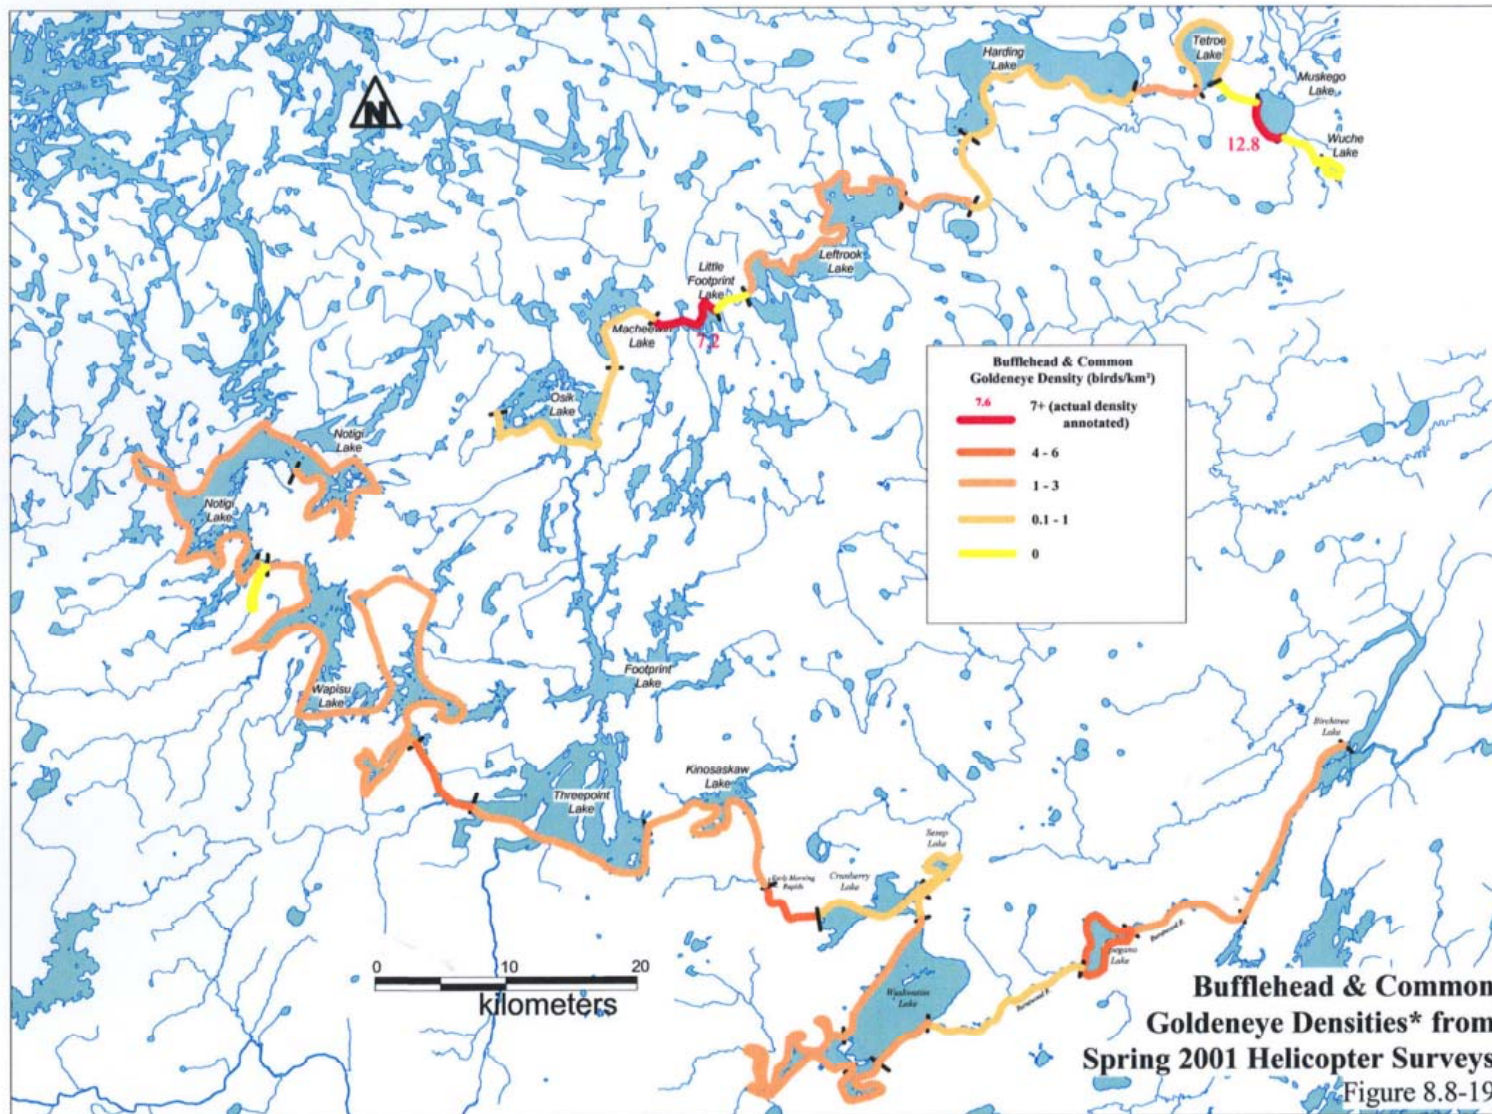 Harding
Lake
Tetroe
Lake
Muskego
Lake
12.8
Wuche
Lake
N
Leftrook
Lake
Little
Footprint
Lake
Macheewin
Lake
7.2
Osik
Lake
Notigi
Lake
Notigi
Lake
Bufflehead & Common
Goldeneye Density (birds/km²)
7.6
7+ (actual density
annotated)
4 - 6
1 - 3
0.1 - 1
0
Wapisu
Lake
Footprint
Lake
Birchtree
Lake
Threepoint
Lake
Kinosaskaw
Lake
Sesep
Lake
Cranberry
Lake
Early Morning
Rapids
Burntwood R.
Lake
Wuskwatim
Lake
Burntwood R.
0 10 20
kilometers
Bufflehead & Common
Goldeneye Densities* from
Spring 2001 Helicopter Surveys
Figure 8.8-19